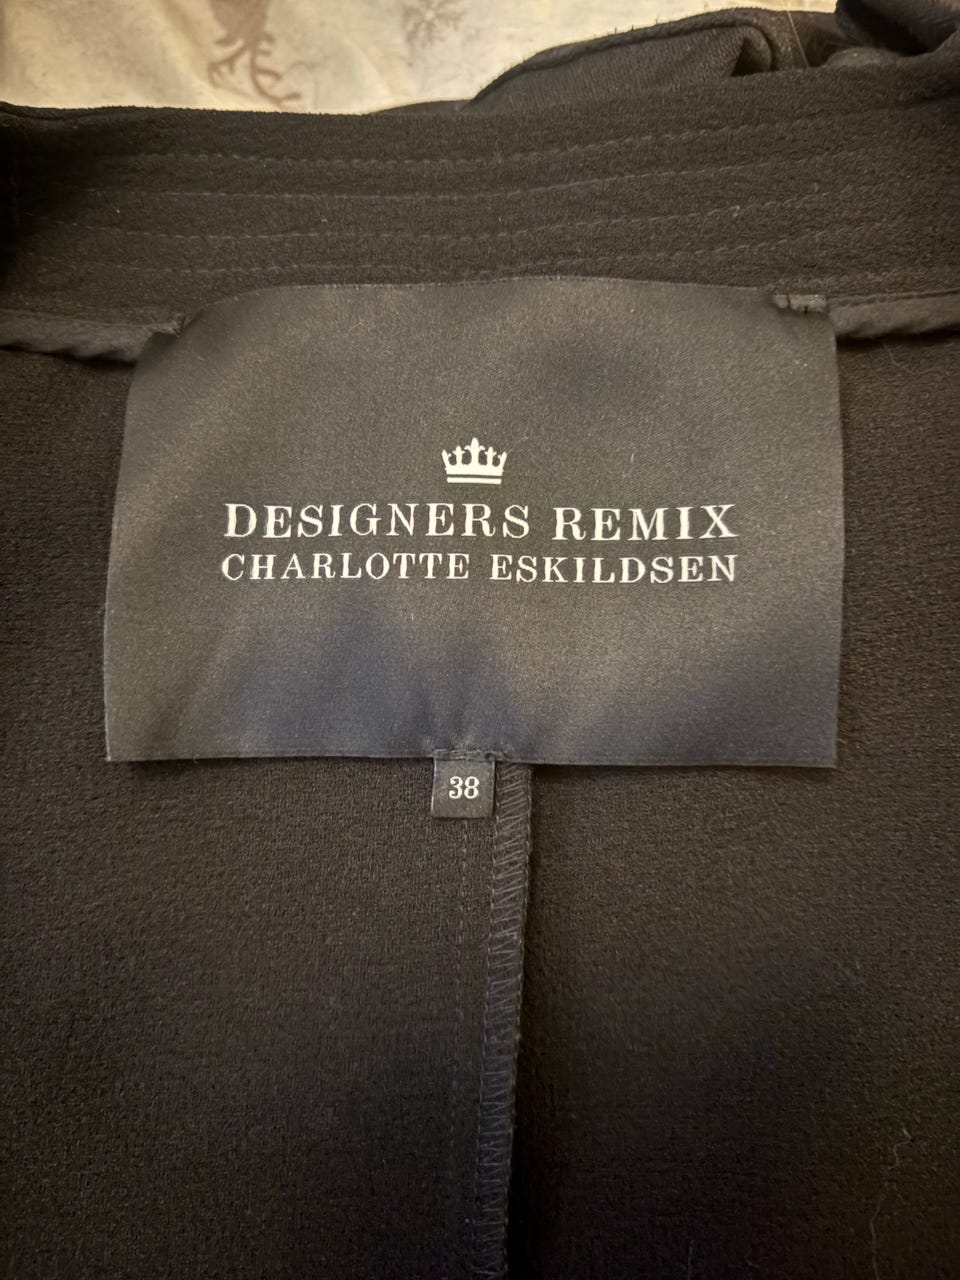 DESIGNERS REMIX
CHARLOTTE ESKILDSEN
38